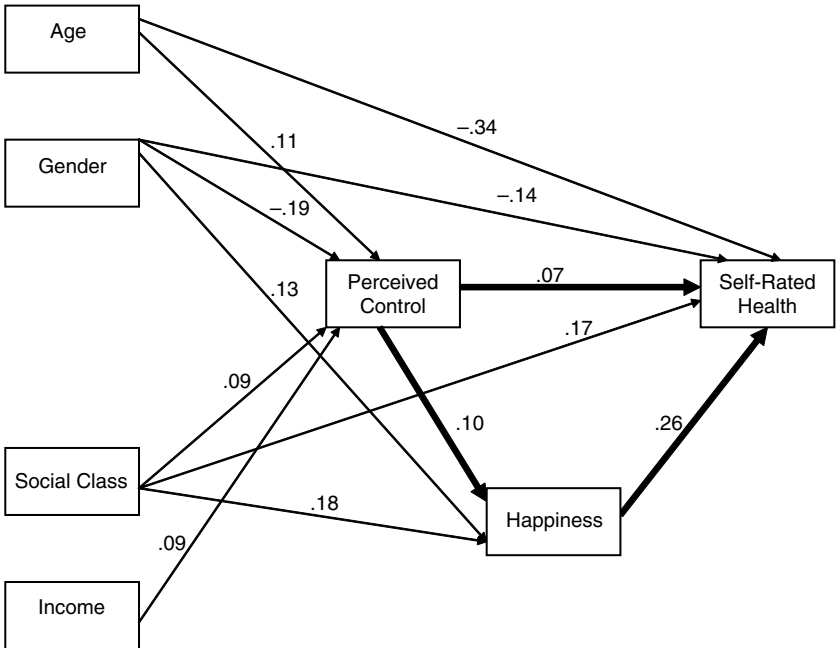 Age
–.34
.11
Gender
–.14
–.19
.13
Perceived
Control
.07
Self-Rated
Health
.17
.09
.10
.26
Social Class
.18
Happiness
.09
Income